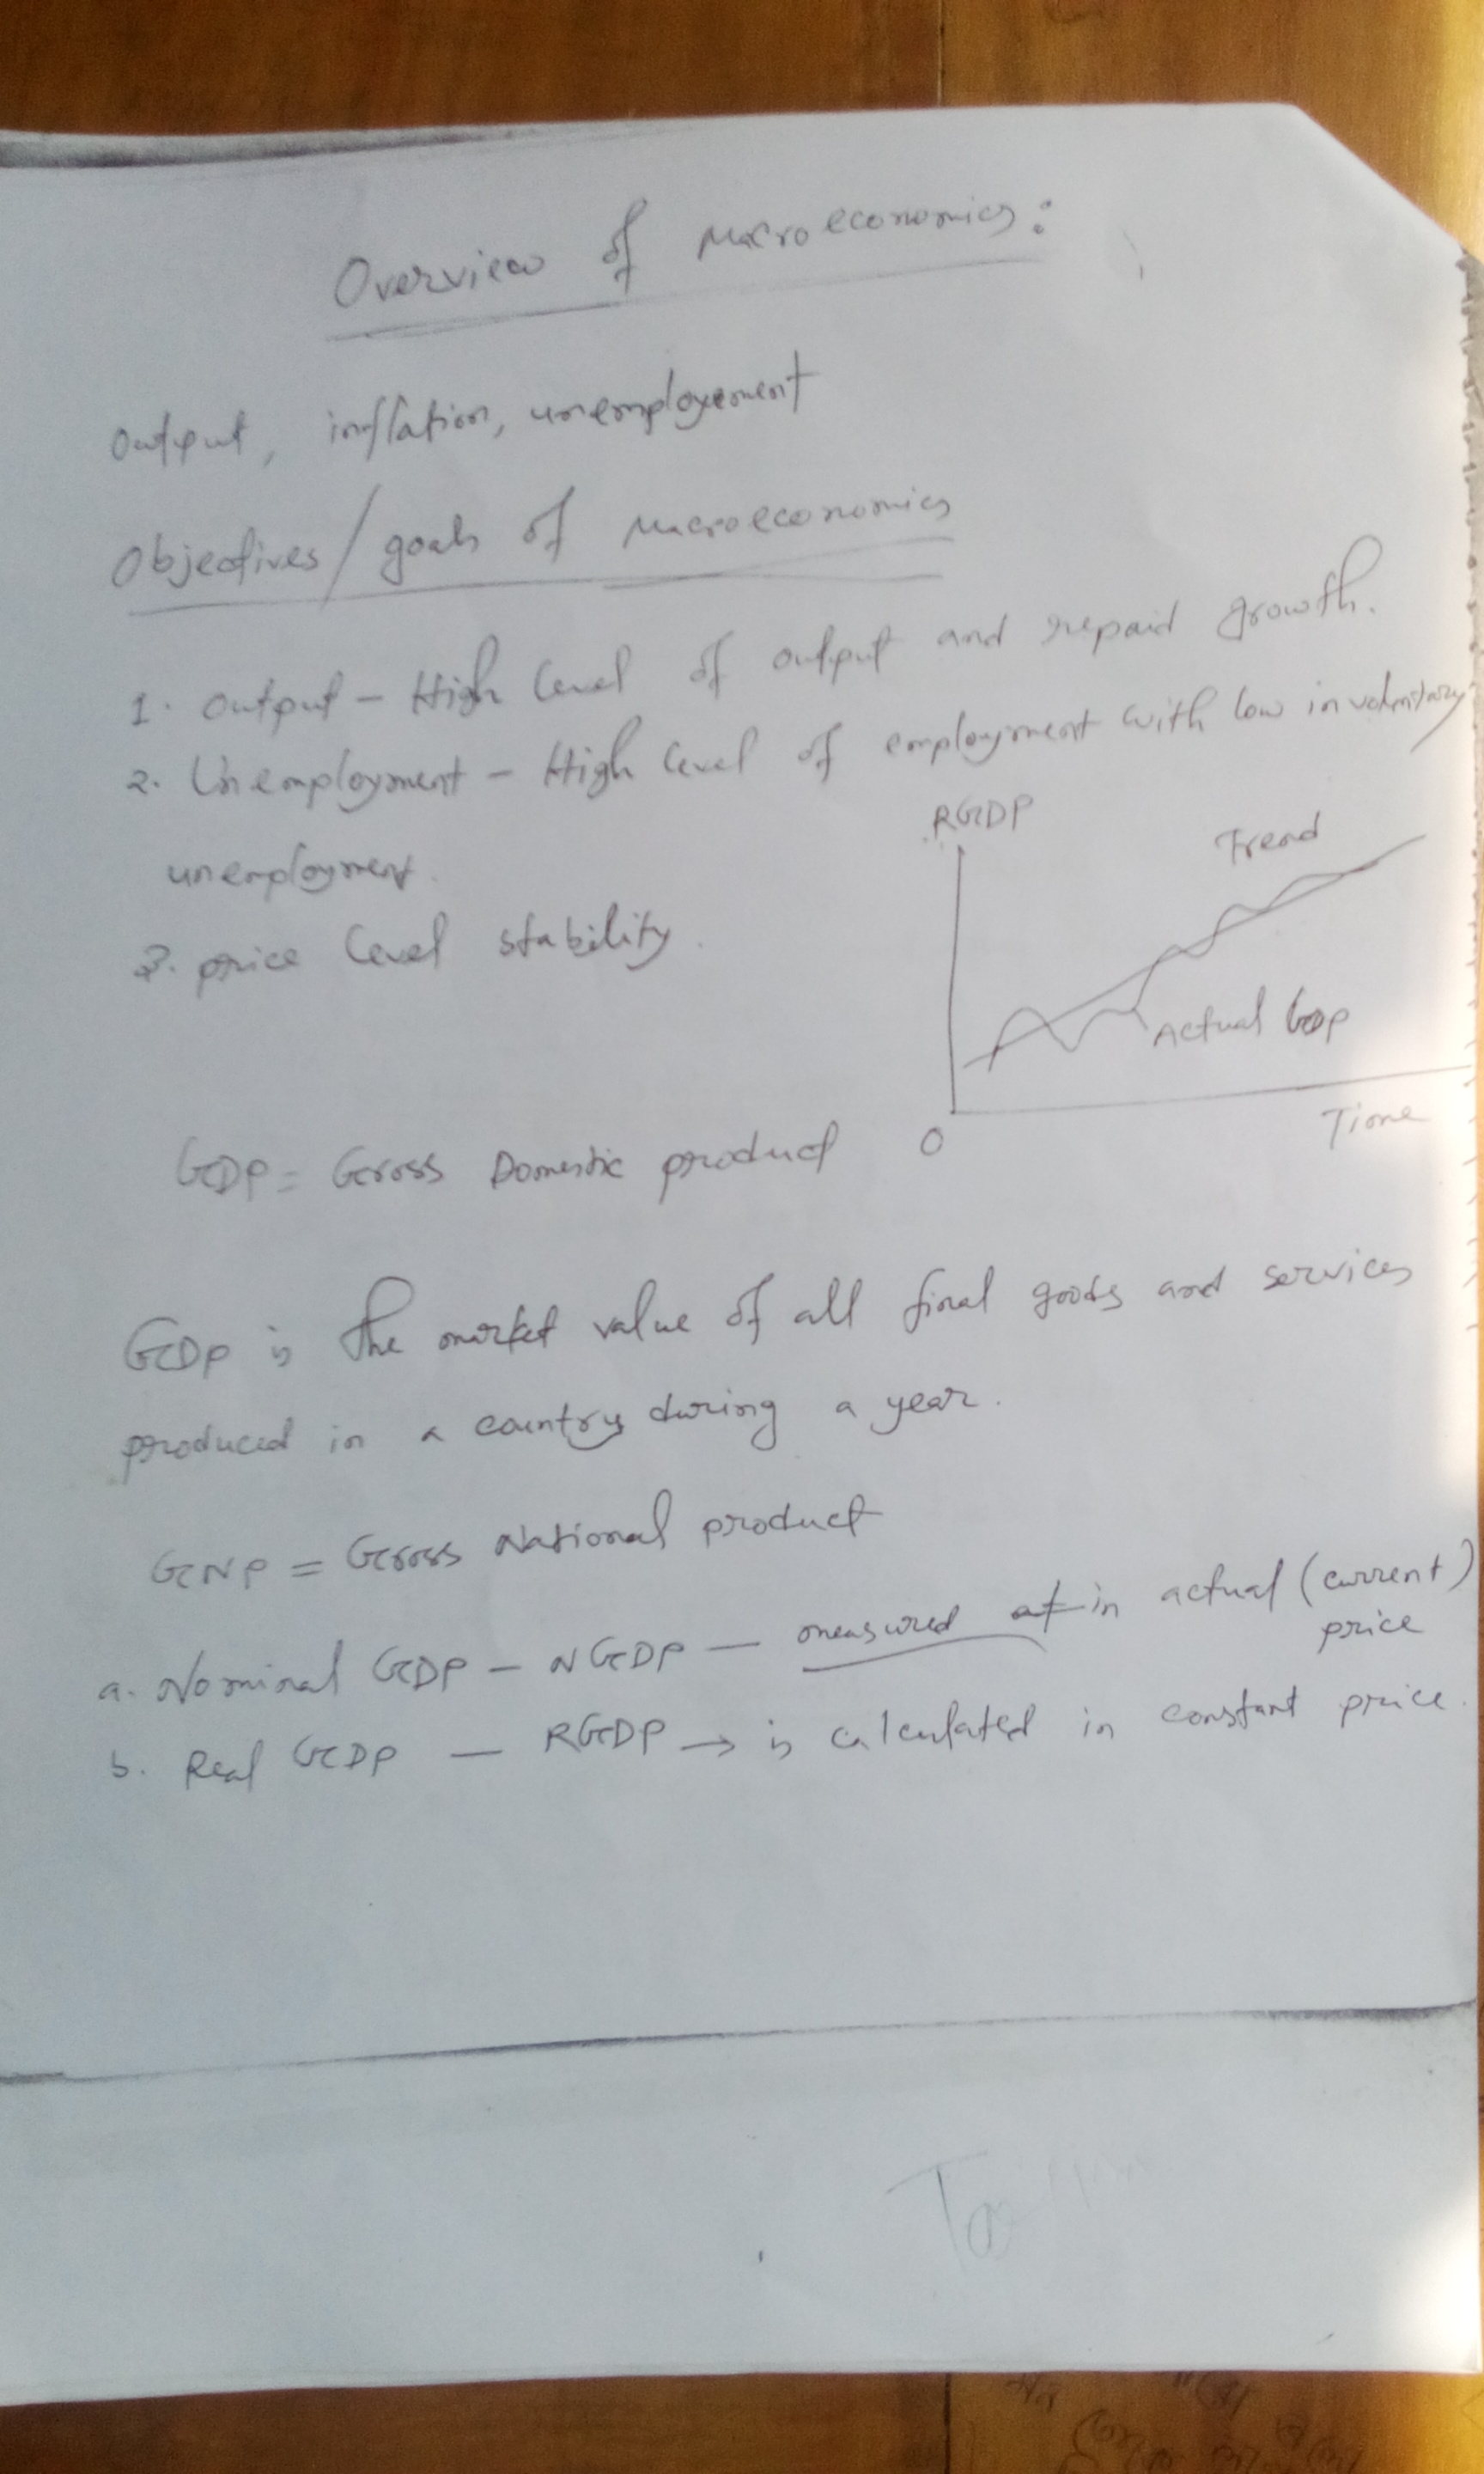 Overview of Macroeconomics:
Output, inflation, unemployement
Objectives/goals of Macroeconomics
1. Output - High level of output and repaid growth.
2. Unemployment - High level of employment with low involuntary
unemployment.
3. price level stability.
RGDP
Trend
Actual GDP
O
Time
GDP = Gross Domestic product
GDP is the market value of all final goods and services
produced in a country during a year.
GNP = Gross National product
a. Nominal GDP - NGDP — measured at in actual (current)
price
b. Real GDP — RGDP → is calculated in constant price.